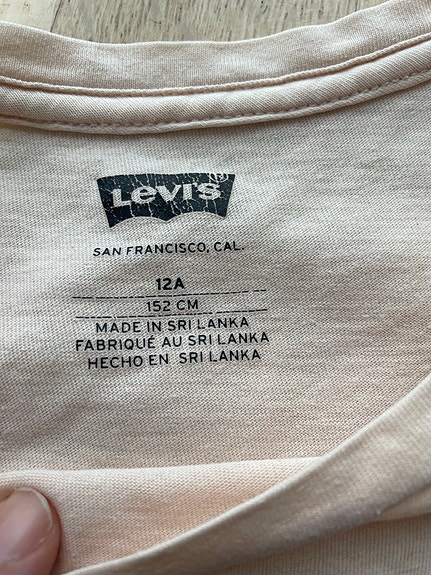 Levi's®
SAN FRANCISCO, CAL.
12A
152 CM
MADE IN SRI LANKA
FABRIQUÉ AU SRI LANKA
HECHO EN SRI LANKA